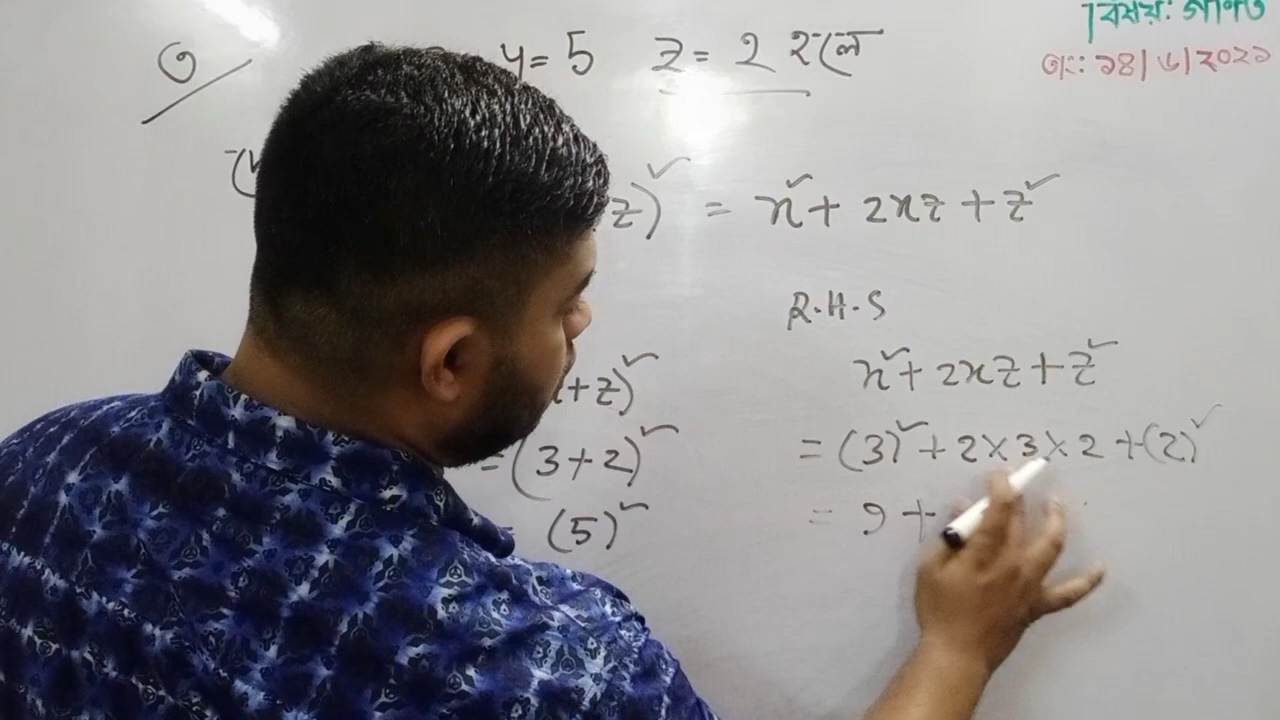 বিষয়: গণিত
তাং: ১৪/৬/২০২১
৩/ y = 5 z = 2 হলে
z)² = x² + 2xz + z²
R.H.S
x² + 2xz + z²
= (3)² + 2×3×2 + (2)²
= 9 +
+z)²
= (3+2)²
= (5)²